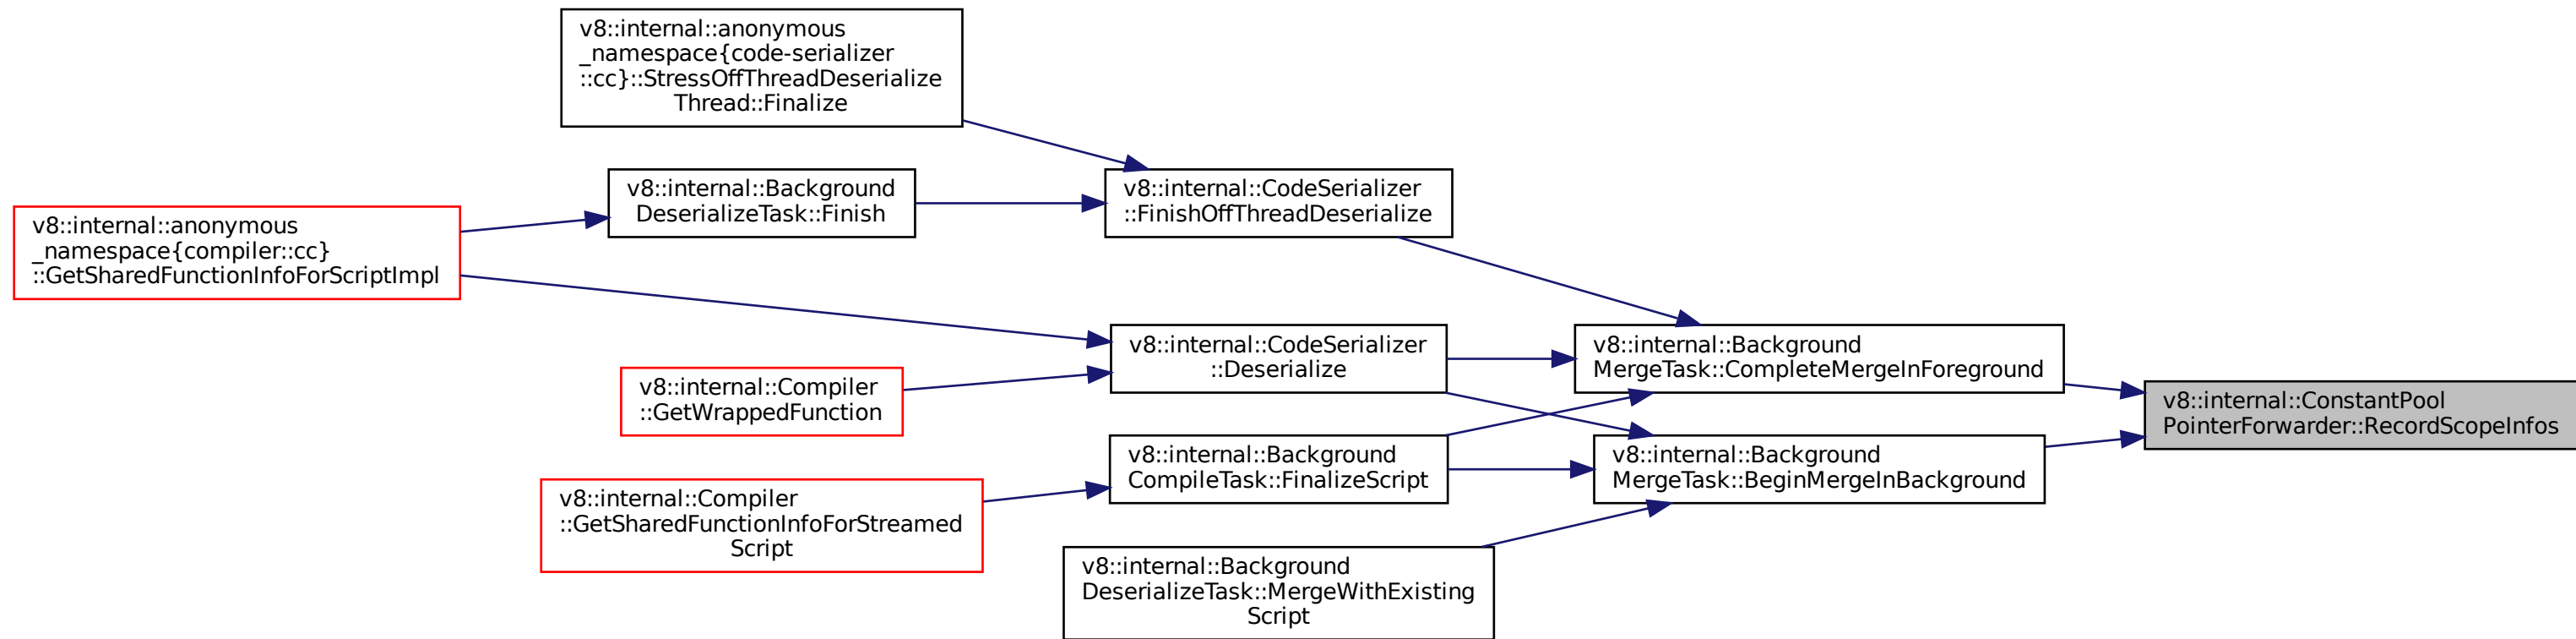 v8::internal::anonymous
_namespace{code-serializer
::cc}::StressOffThreadDeserialize
Thread::Finalize
v8::internal::Background
DeserializeTask::Finish
v8::internal::CodeSerializer
::FinishOffThreadDeserialize
v8::internal::anonymous
_namespace{compiler::cc}
::GetSharedFunctionInfoForScriptImpl
v8::internal::CodeSerializer
::Deserialize
v8::internal::Background
MergeTask::CompleteMergeInForeground
v8::internal::Compiler
::GetWrappedFunction
v8::internal::ConstantPool
PointerForwarder::RecordScopeInfos
v8::internal::Background
CompileTask::FinalizeScript
v8::internal::Background
MergeTask::BeginMergeInBackground
v8::internal::Compiler
::GetSharedFunctionInfoForStreamed
Script
v8::internal::Background
DeserializeTask::MergeWithExisting
Script